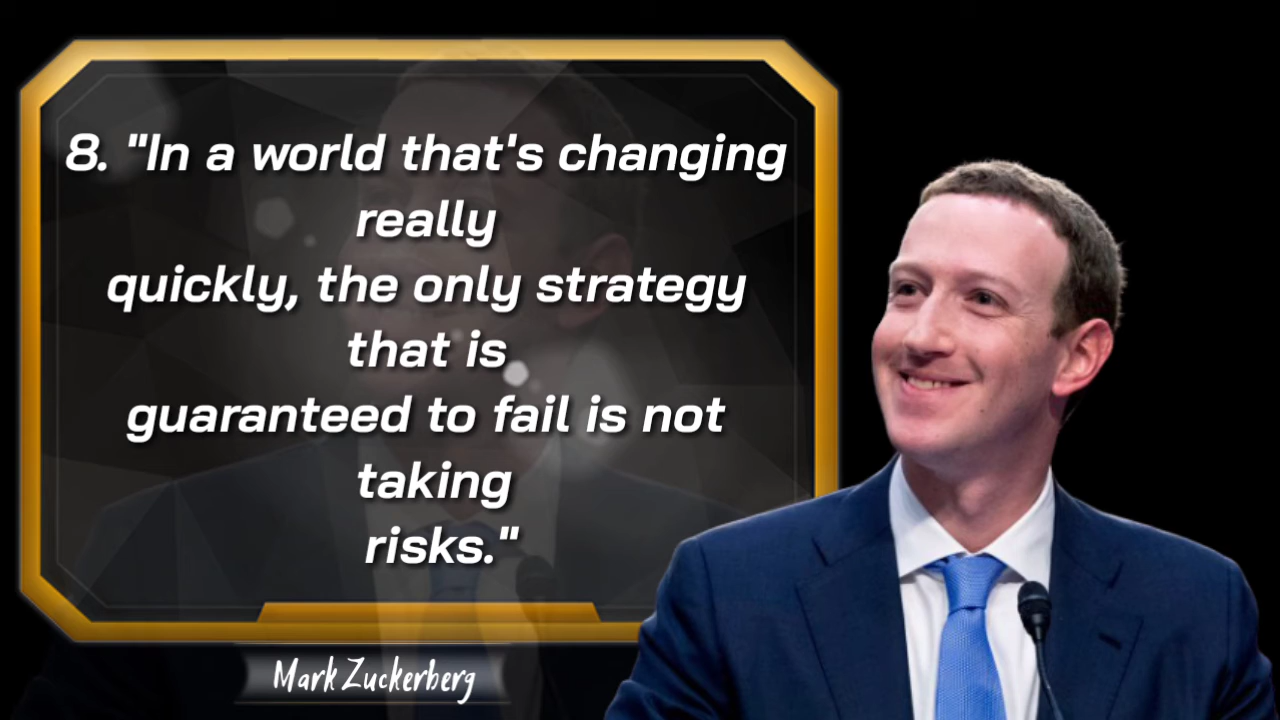 8. "In a world that's changing
really
quickly, the only strategy
that is
guaranteed to fail is not
taking
risks."
Mark Zuckerberg